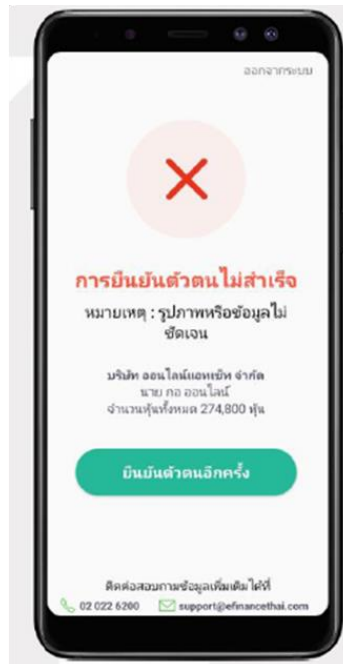 ออกจากระบบ
การยืนยันตัวตนไม่สำเร็จ
หมายเหตุ : รูปภาพหรือข้อมูลไม่
ชัดเจน
บริษัท ออนไลน์แอทเซ็ท จำกัด
นาย กอ ออนไลน์
จำนวนหุ้นทั้งหมด 274,800 หุ้น
ยืนยันตัวตนอีกครั้ง
ติดต่อสอบถามข้อมูลเพิ่มเติมได้ที่
02 022 6200 support@efinancethai.com